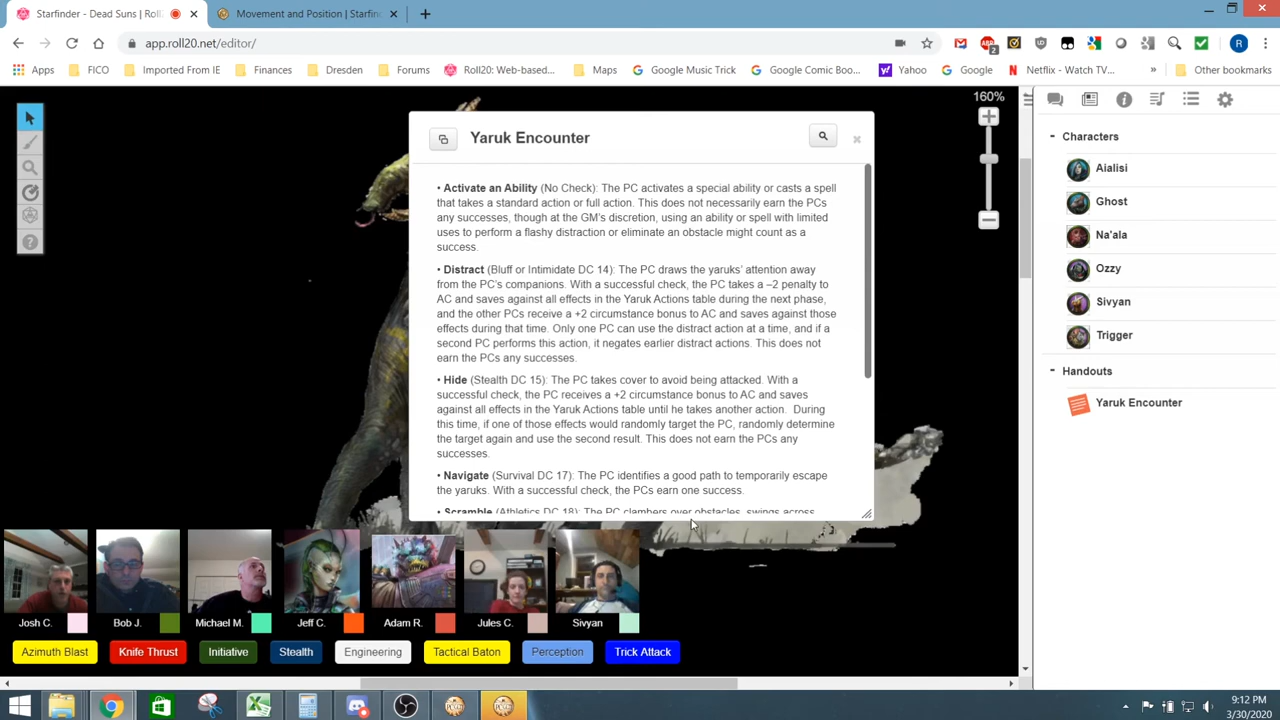 Starfinder - Dead Suns | Roll
Movement and Position | Starfin
app.roll20.net/editor/
2
R
Apps
FICO
Imported From IE
Finances
Dresden
Forums
Roll20: Web-based...
Maps
Google Music Trick
Google Comic Boo...
Yahoo
Google
Netflix - Watch TV...
»
Other bookmarks
160%
Yaruk Encounter
• Activate an Ability (No Check): The PC activates a special ability or casts a spell
that takes a standard action or full action. This does not necessarily earn the PCs
any successes, though at the GM's discretion, using an ability or spell with limited
uses to perform a flashy distraction or eliminate an obstacle might count as a
success.
• Distract (Bluff or Intimidate DC 14): The PC draws the yaruks' attention away
from the PC's companions. With a successful check, the PC takes a –2 penalty to
AC and saves against all effects in the Yaruk Actions table during the next phase,
and the other PCs receive a +2 circumstance bonus to AC and saves against those
effects during that time. Only one PC can use the distract action at a time, and if a
second PC performs this action, it negates earlier distract actions. This does not
earn the PCs any successes.
• Hide (Stealth DC 15): The PC takes cover to avoid being attacked. With a
successful check, the PC receives a +2 circumstance bonus to AC and saves
against all effects in the Yaruk Actions table until he takes another action. During
this time, if one of those effects would randomly target the PC, randomly determine
the target again and use the second result. This does not earn the PCs any
successes.
• Navigate (Survival DC 17): The PC identifies a good path to temporarily escape
the yaruks. With a successful check, the PCs earn one success.
• Scramble (Athletics DC 18): The PC clambers over obstacles, swings across
Characters
Aialisi
Ghost
Na'ala
Ozzy
Sivyan
Trigger
Handouts
Yaruk Encounter
Josh C.
Bob J.
Michael M.
Jeff C.
Adam R.
Jules C.
Sivyan
Azimuth Blast
Knife Thrust
Initiative
Stealth
Engineering
Tactical Baton
Perception
Trick Attack
9:12 PM
3/30/2020